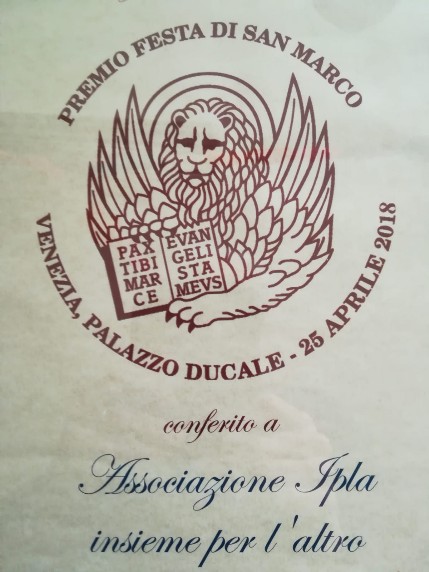 PREMIO FESTA DI SAN MARCO
PAX
TIBI
MAR
CE
EVAN
GELI
STA
MEVS
VENEZIA, PALAZZO DUCALE - 25 APRILE 2018
conferito a
Associazione Ipla
insieme per l'altro